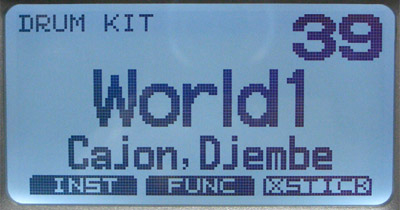 DRUM KIT 39
World1
Cajon, Djembe
INST FUNC XSTICK